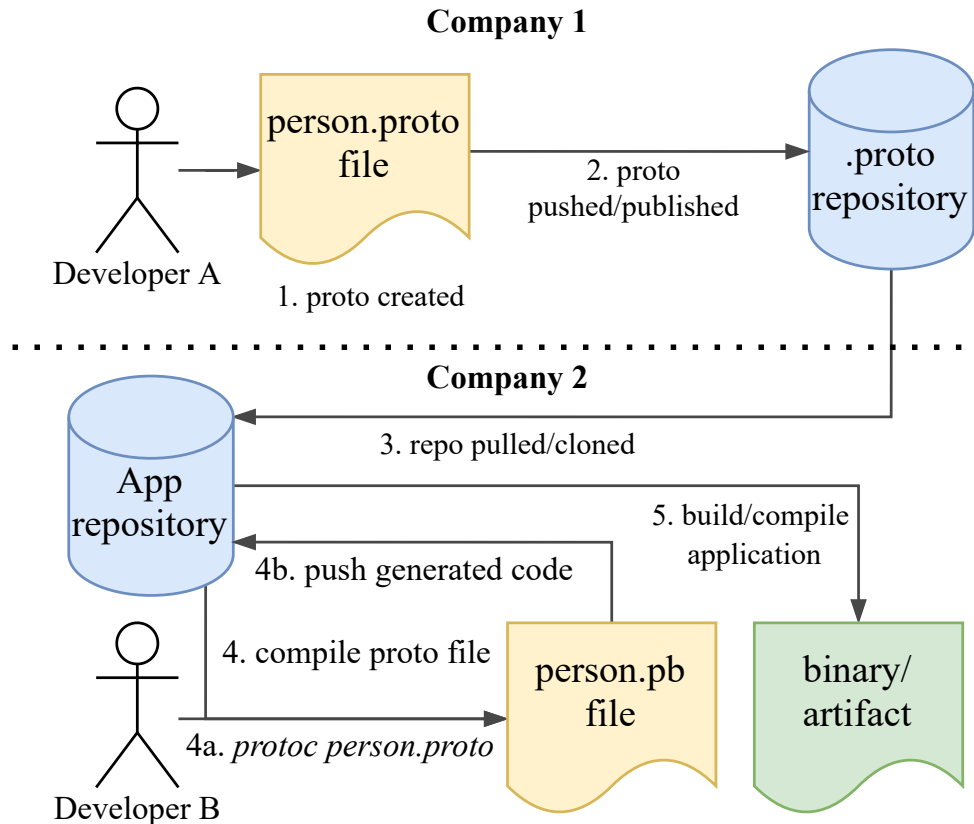 Company 1
person.proto
file
.proto
repository
2. proto
pushed/published
Developer A
1. proto created
Company 2
3. repo pulled/cloned
App
repository
5. build/compile
application
4b. push generated code
4. compile proto file
person.pb
file
binary/
artifact
4a. protoc person.proto
Developer B